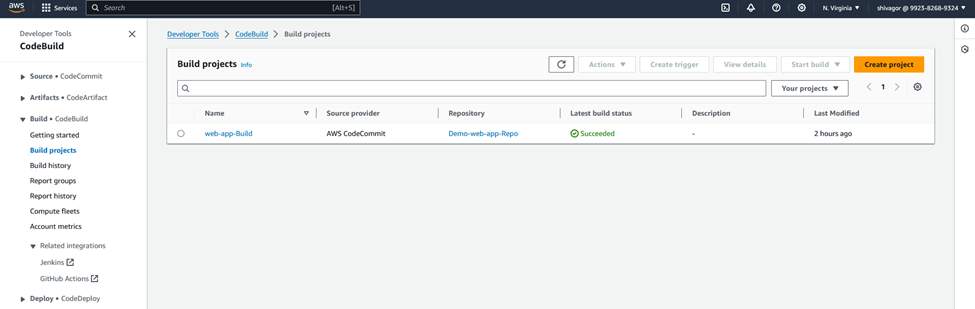 aws Services Search [Alt+S] N. Virginia shivagor @ 9923-8268-9324
Developer Tools
CodeBuild
Source • CodeCommit
Artifacts • CodeArtifact
Build • CodeBuild
Getting started
Build projects
Build history
Report groups
Report history
Compute fleets
Account metrics
Related integrations
Jenkins
GitHub Actions
Deploy • CodeDeploy
Developer Tools > CodeBuild > Build projects
Build projects Info Actions Create trigger View details Start build Create project
Your projects 1
Name Source provider Repository Latest build status Description Last Modified
web-app-Build AWS CodeCommit Demo-web-app-Repo Succeeded - 2 hours ago